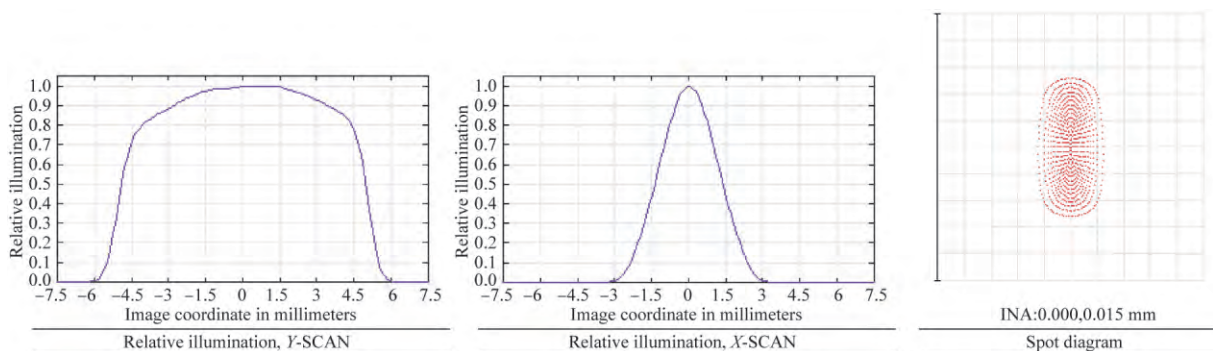 Relative illumination
1.0
0.9
0.8
0.7
0.6
0.5
0.4
0.3
0.2
0.1
0.0
−7.5 −6 −4.5 −3 −1.5 0 1.5 3 4.5 6 7.5
Image coordinate in millimeters
Relative illumination, Y-SCAN
Relative illumination
1.0
0.9
0.8
0.7
0.6
0.5
0.4
0.3
0.2
0.1
0.0
−7.5 −6 −4.5 −3 −1.5 0 1.5 3 4.5 6 7.5
Image coordinate in millimeters
Relative illumination, X-SCAN
INA:0.000,0.015 mm
Spot diagram